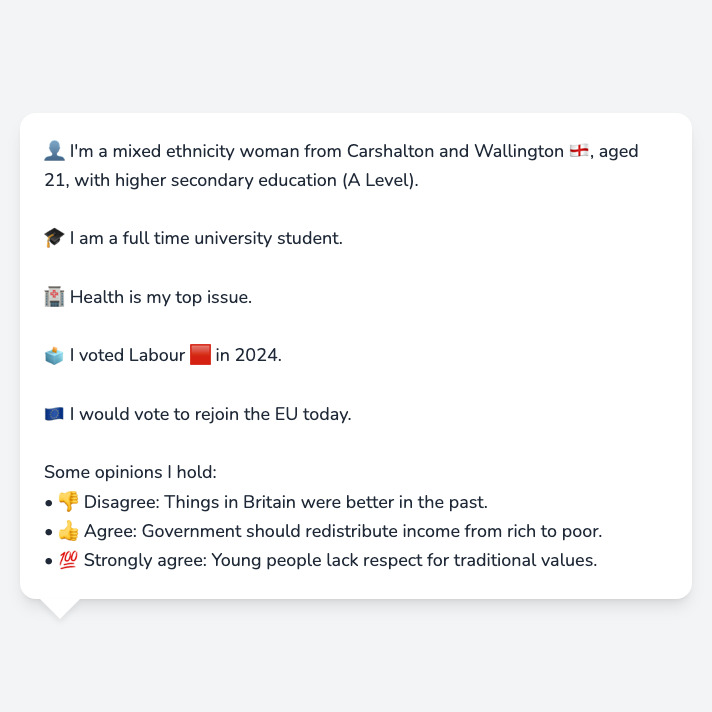 👤 I'm a mixed ethnicity woman from Carshalton and Wallington 🏴󠁧󠁢󠁥󠁮󠁧󠁿, aged
21, with higher secondary education (A Level).
🎓 I am a full time university student.
🏥 Health is my top issue.
🗳️ I voted Labour 🟥 in 2024.
🇪🇺 I would vote to rejoin the EU today.
Some opinions I hold:
• 👎 Disagree: Things in Britain were better in the past.
• 👍 Agree: Government should redistribute income from rich to poor.
• 💯 Strongly agree: Young people lack respect for traditional values.